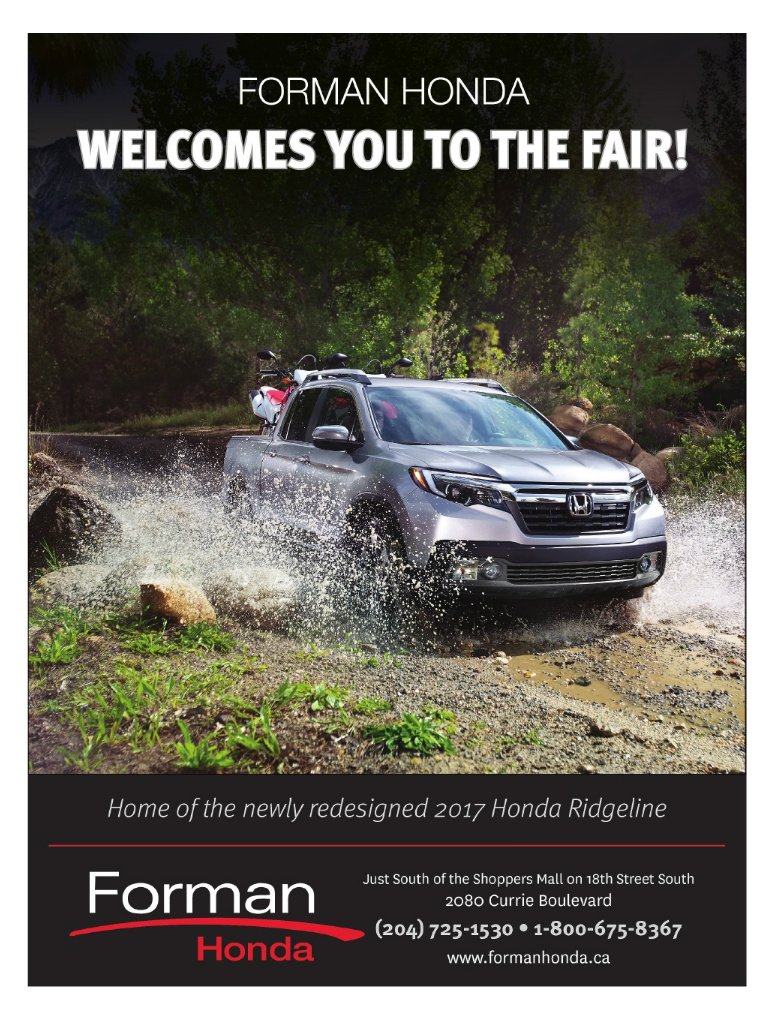 FORMAN HONDA
WELCOMES YOU TO THE FAIR!
Home of the newly redesigned 2017 Honda Ridgeline
Forman
Honda
Just South of the Shoppers Mall on 18th Street South
2080 Currie Boulevard
(204) 725-1530 • 1-800-675-8367
www.formanhonda.ca